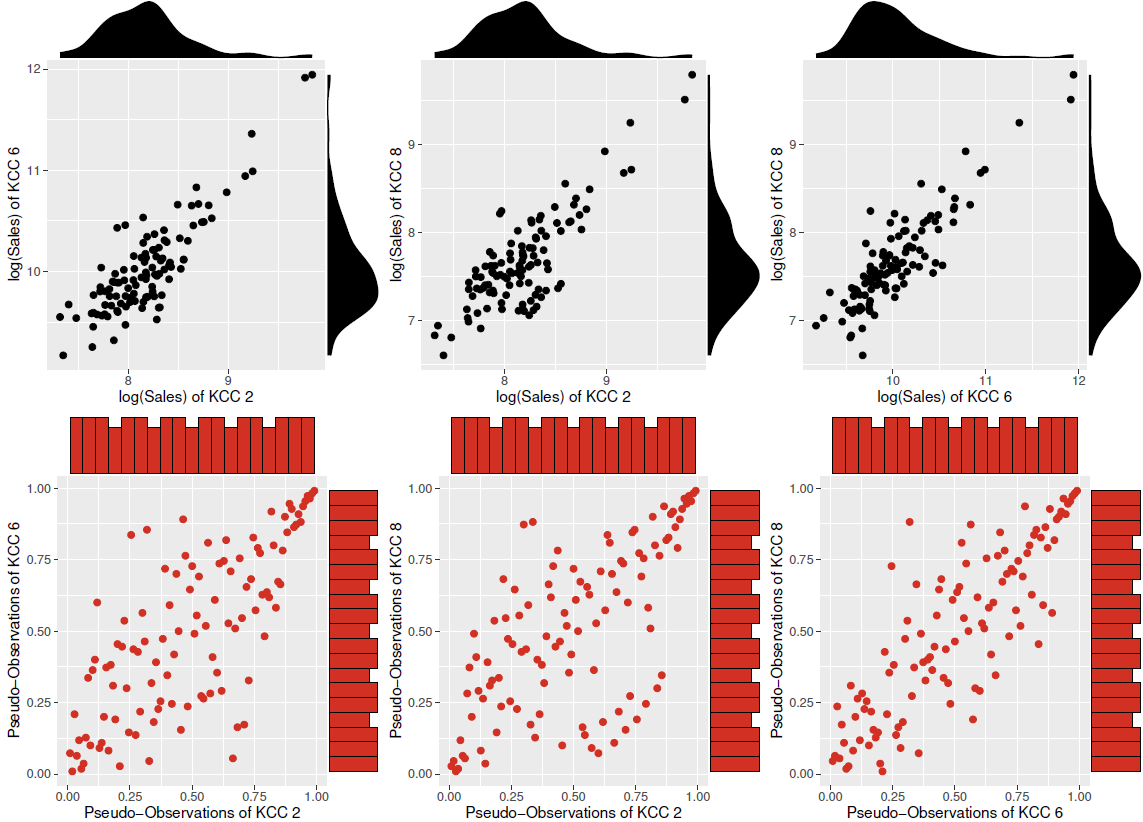 12
11
10
log(Sales) of KCC 6
8 9
log(Sales) of KCC 2
9
8
7
log(Sales) of KCC 8
8 9
log(Sales) of KCC 2
9
8
7
log(Sales) of KCC 8
10 11 12
log(Sales) of KCC 6
1.00
0.75
0.50
0.25
0.00
Pseudo−Observations of KCC 6
0.00 0.25 0.50 0.75 1.00
Pseudo−Observations of KCC 2
1.00
0.75
0.50
0.25
0.00
Pseudo−Observations of KCC 8
0.00 0.25 0.50 0.75 1.00
Pseudo−Observations of KCC 2
1.00
0.75
0.50
0.25
0.00
Pseudo−Observations of KCC 8
0.00 0.25 0.50 0.75 1.00
Pseudo−Observations of KCC 6